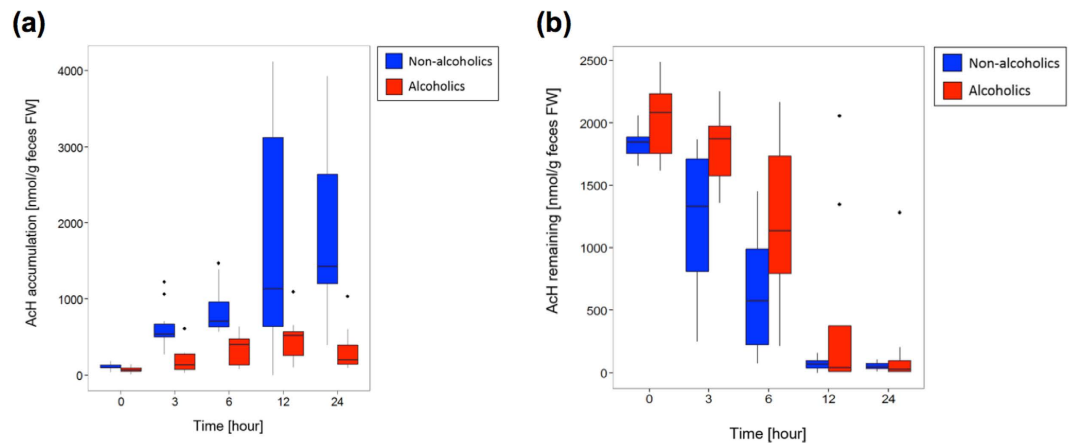 (a)
AcH accumulation [nmol/g feces FW]
4000
3000
2000
1000
0
0 3 6 12 24
Time [hour]
Non-alcoholics
Alcoholics
(b)
AcH remaining [nmol/g feces FW]
2500
2000
1500
1000
500
0
0 3 6 12 24
Time [hour]
Non-alcoholics
Alcoholics